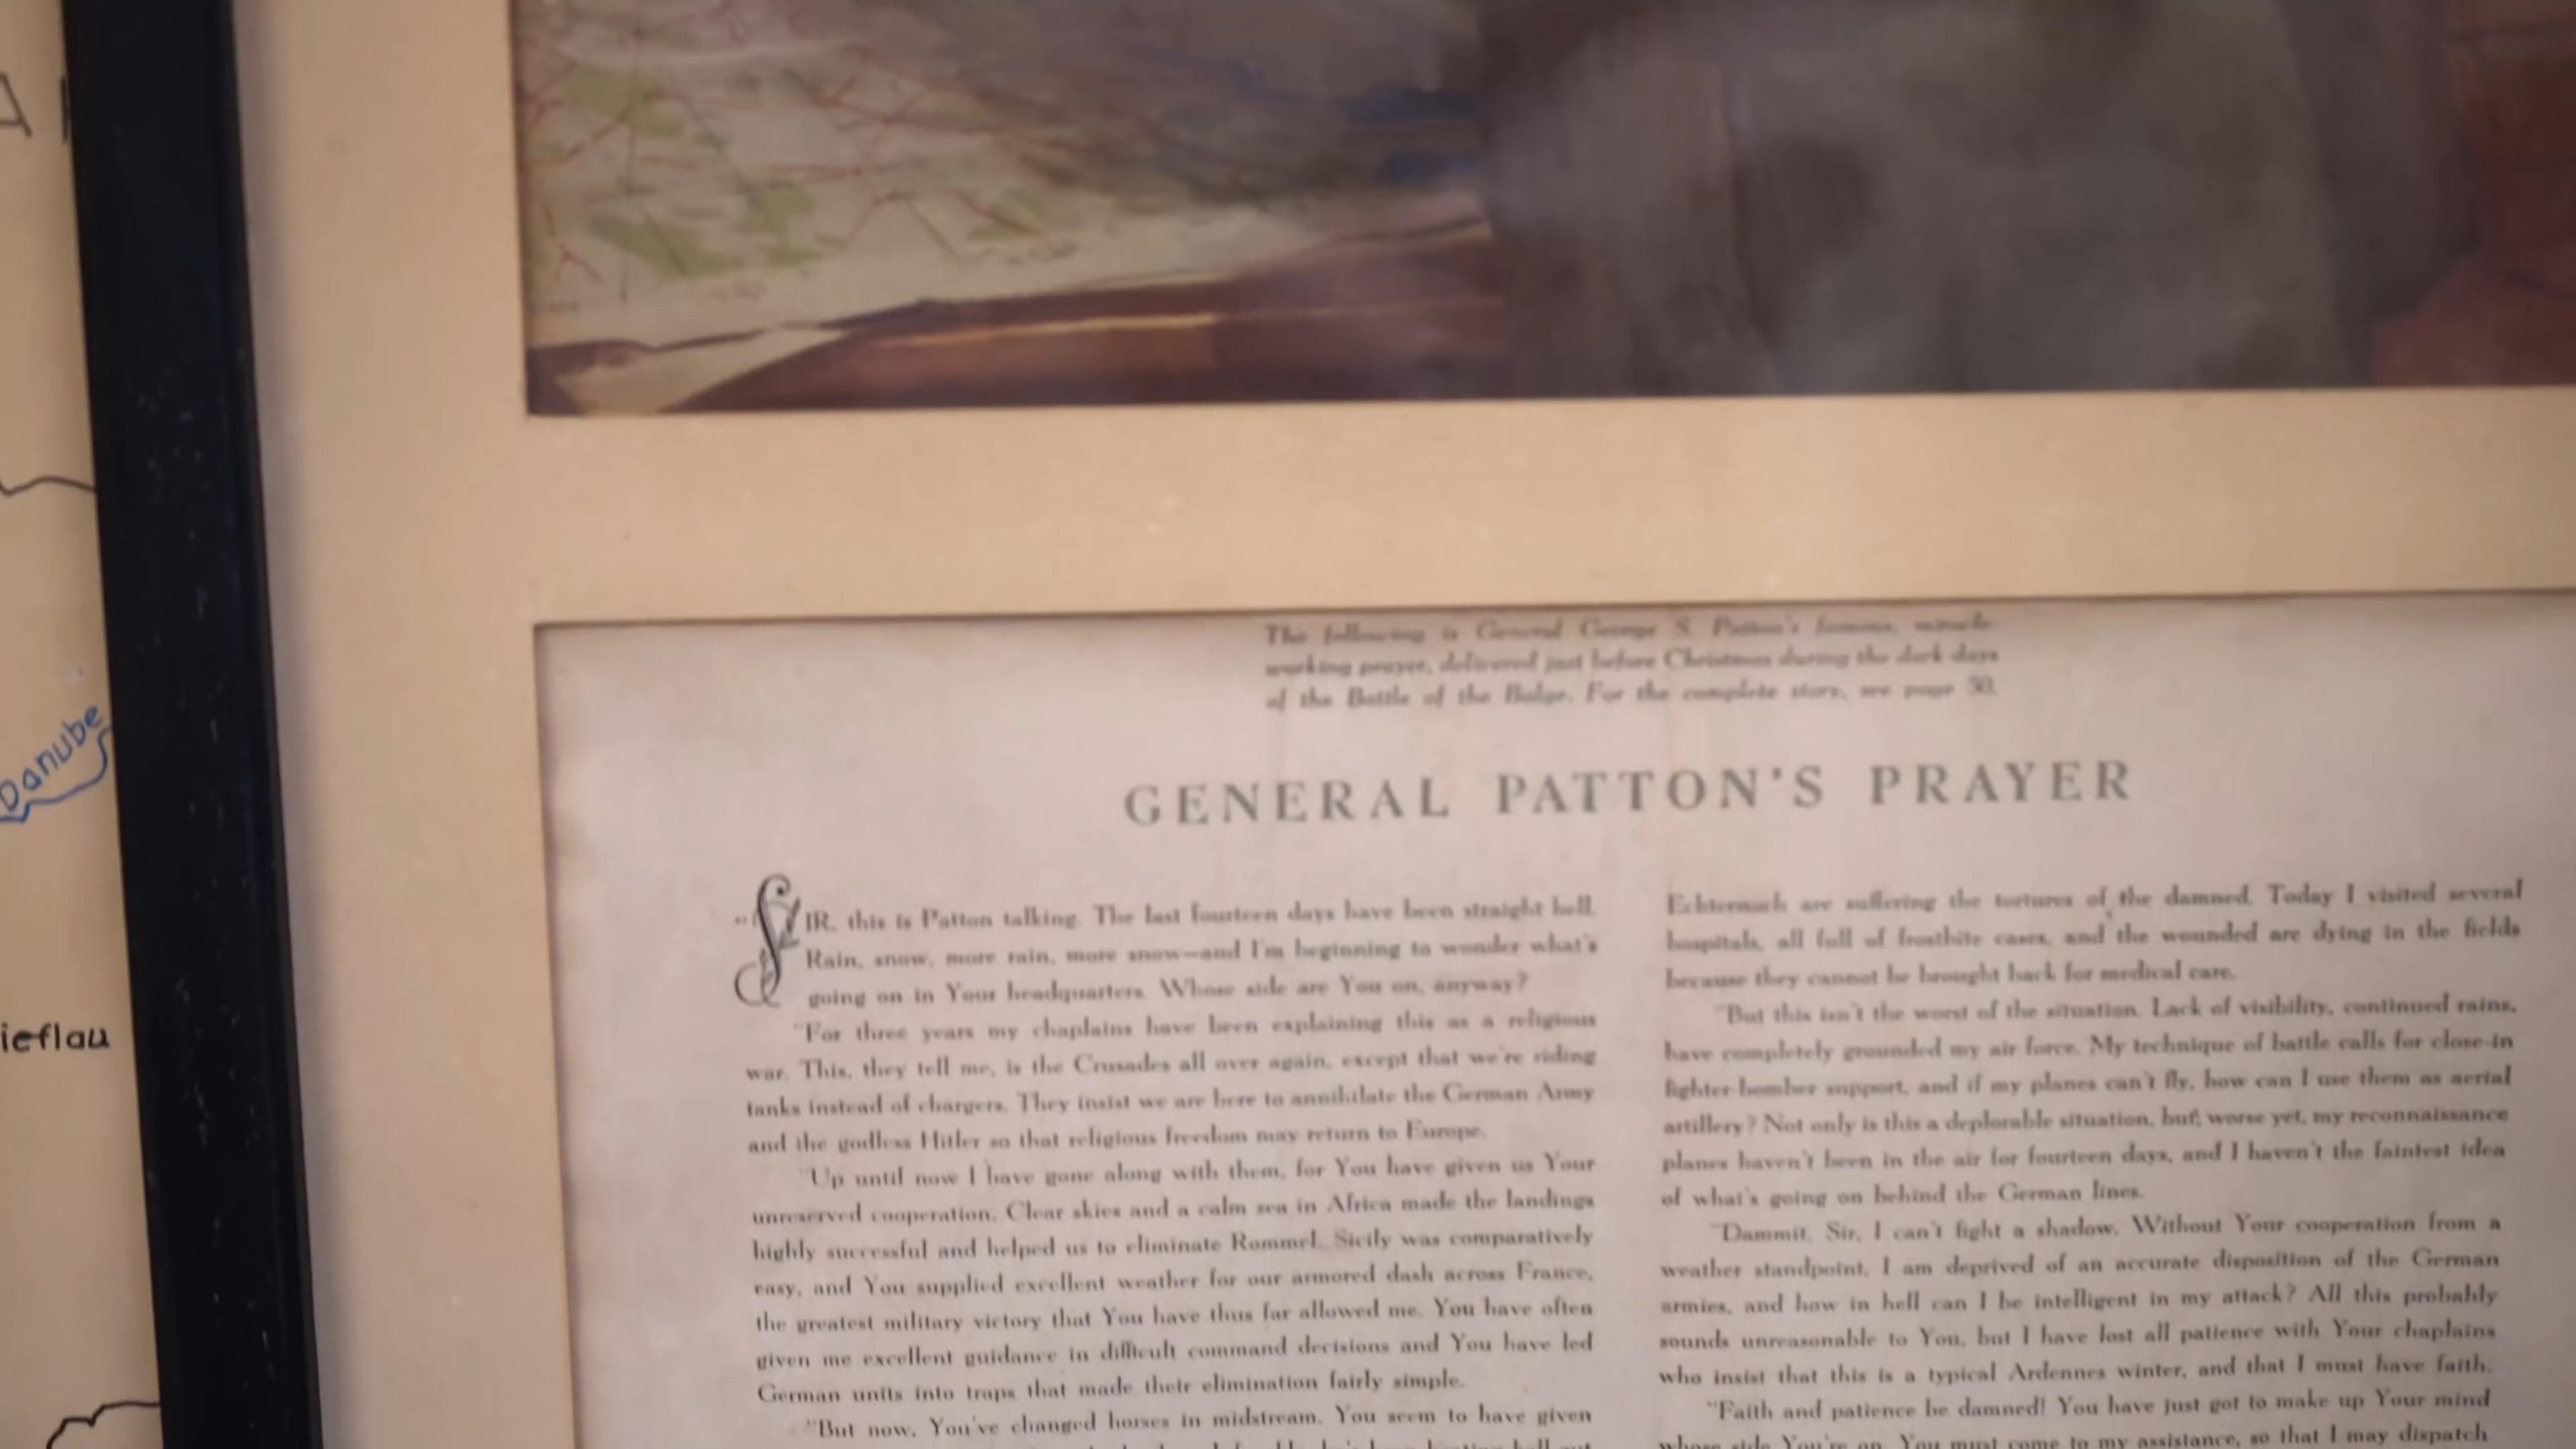 Danube
ieflau
The following is General George S. Patton's famous, miracle-
working prayer, delivered just before Christmas during the dark days
of the Battle of the Bulge. For the complete story, see page 50.
GENERAL PATTON'S PRAYER
"SIR, this is Patton talking. The last fourteen days have been straight hell.
Rain, snow, more rain, more snow—and I'm beginning to wonder what's
going on in Your headquarters. Whose side are You on, anyway?
"For three years my chaplains have been explaining this as a religious
war. This, they tell me, is the Crusades all over again, except that we're riding
tanks instead of chargers. They insist we are here to annihilate the German Army
and the godless Hitler so that religious freedom may return to Europe.
"Up until now I have gone along with them, for You have given us Your
unreserved cooperation. Clear skies and a calm sea in Africa made the landings
highly successful and helped us to eliminate Rommel. Sicily was comparatively
easy, and You supplied excellent weather for our armored dash across France,
the greatest military victory that You have thus far allowed me. You have often
given me excellent guidance in difficult command decisions and You have led
German units into traps that made their elimination fairly simple.
"But now, You've changed horses in midstream. You seem to have given
Echternach are suffering the tortures of the damned. Today I visited several
hospitals, all full of frostbite cases, and the wounded are dying in the fields
because they cannot be brought back for medical care.
"But this isn't the worst of the situation. Lack of visibility, continued rains,
have completely grounded my air force. My technique of battle calls for close-in
fighter-bomber support, and if my planes can't fly, how can I use them as aerial
artillery? Not only is this a deplorable situation, but, worse yet, my reconnaissance
planes haven't been in the air for fourteen days, and I haven't the faintest idea
of what's going on behind the German lines.
"Dammit, Sir, I can't fight a shadow. Without Your cooperation from a
weather standpoint, I am deprived of an accurate disposition of the German
armies, and how in hell can I be intelligent in my attack? All this probably
sounds unreasonable to You, but I have lost all patience with Your chaplains
who insist that this is a typical Ardennes winter, and that I must have faith.
"Faith and patience be damned! You have just got to make up Your mind
whose side You're on. You must come to my assistance, so that I may dispatch